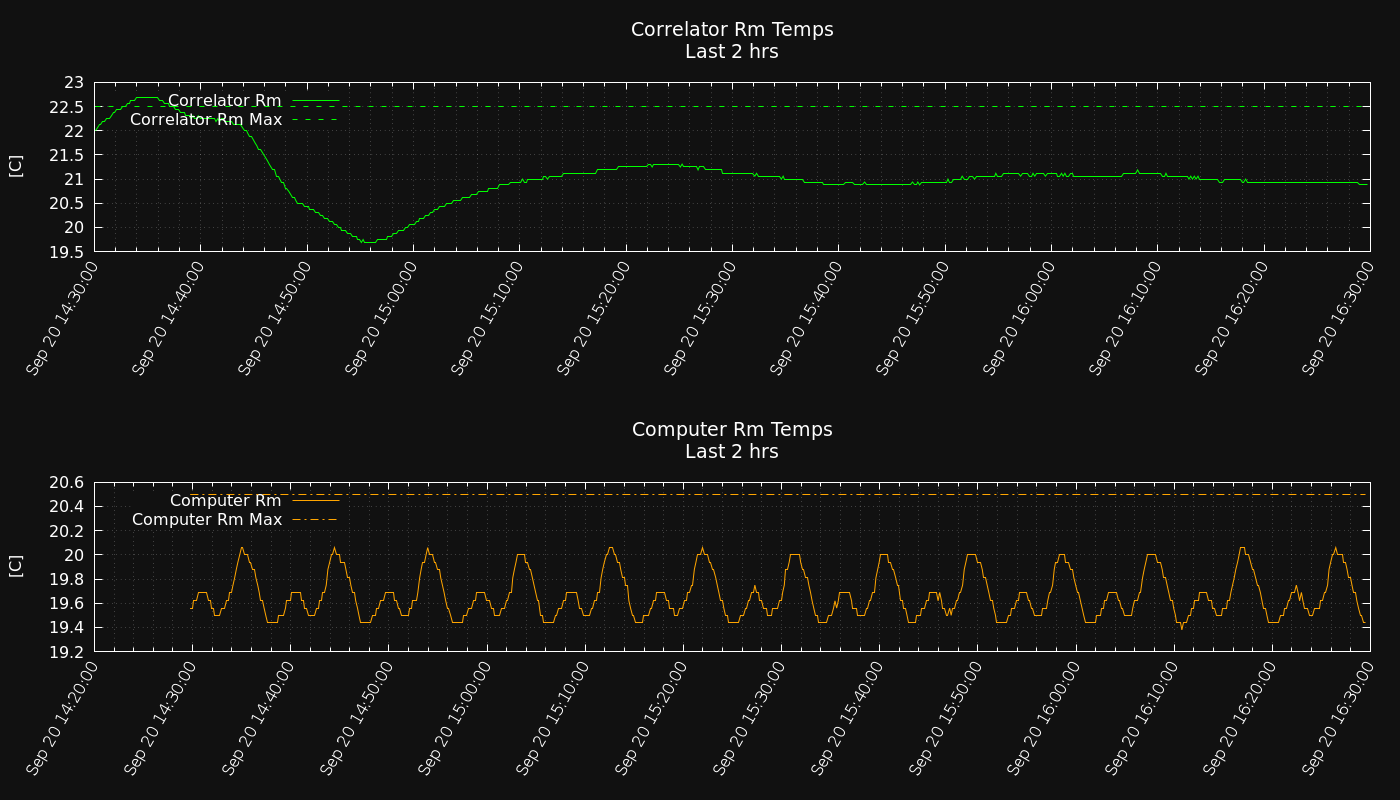 Correlator Rm Temps
Last 2 hrs
[C]
23
22.5
22
21.5
21
20.5
20
19.5
Correlator Rm
Correlator Rm Max
Sep 20 14:30:00
Sep 20 14:40:00
Sep 20 14:50:00
Sep 20 15:00:00
Sep 20 15:10:00
Sep 20 15:20:00
Sep 20 15:30:00
Sep 20 15:40:00
Sep 20 15:50:00
Sep 20 16:00:00
Sep 20 16:10:00
Sep 20 16:20:00
Sep 20 16:30:00
Computer Rm Temps
Last 2 hrs
[C]
20.6
20.4
20.2
20
19.8
19.6
19.4
19.2
Computer Rm
Computer Rm Max
Sep 20 14:20:00
Sep 20 14:30:00
Sep 20 14:40:00
Sep 20 14:50:00
Sep 20 15:00:00
Sep 20 15:10:00
Sep 20 15:20:00
Sep 20 15:30:00
Sep 20 15:40:00
Sep 20 15:50:00
Sep 20 16:00:00
Sep 20 16:10:00
Sep 20 16:20:00
Sep 20 16:30:00